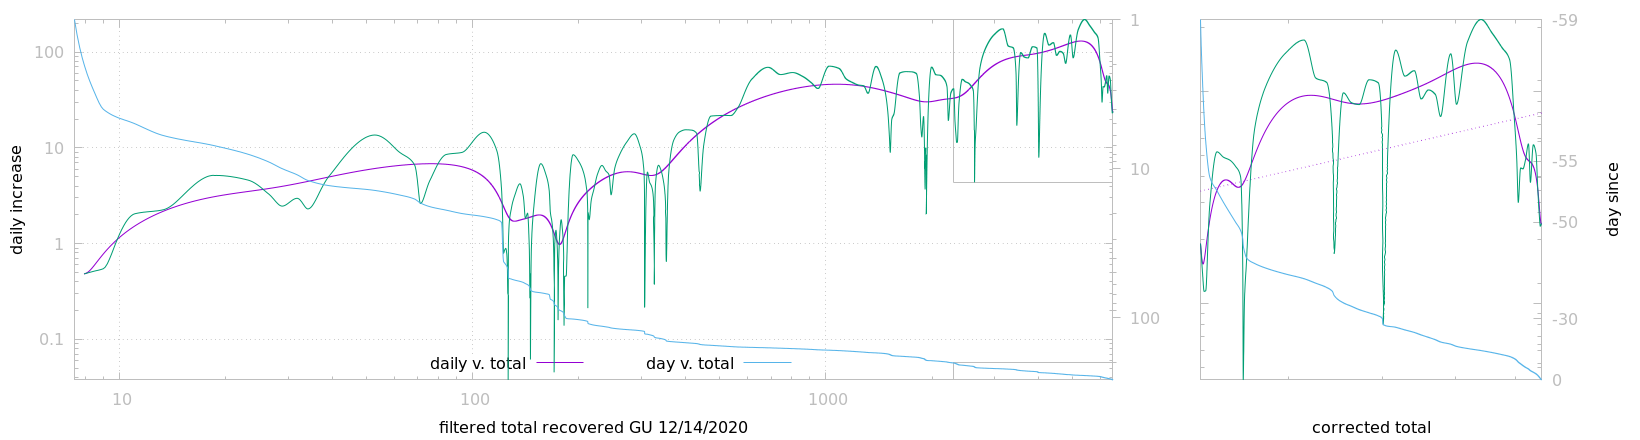 daily increase
100
10
1
0.1
10
100
1000
1
10
100
daily v. total
day v. total
filtered total recovered GU 12/14/2020
-59
-55
-50
-30
0
day since
corrected total